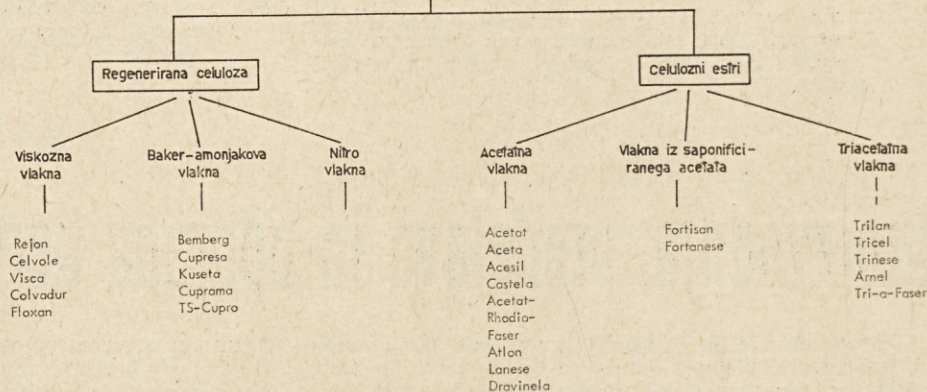 Regenerirana celuloza
Celulozni estri
Viskozna
vlakna
Baker-amonjakova
vlakna
Nitro
vlakna
Acetatna
vlakna
Vlakna iz saponifici-
ranega acetata
Triacetatna
vlakna
Rejon
Celvole
Visca
Colvadur
Floxan
Bemberg
Cupresa
Kuseta
Cuprama
TS-Cupro
Acetat
Aceta
Acesil
Castela
Acetat-
Rhodia-
Faser
Atlon
Lanese
Dravinela
Fortisan
Fortanese
Trilan
Tricel
Trinese
Arnel
Tri-a-Faser